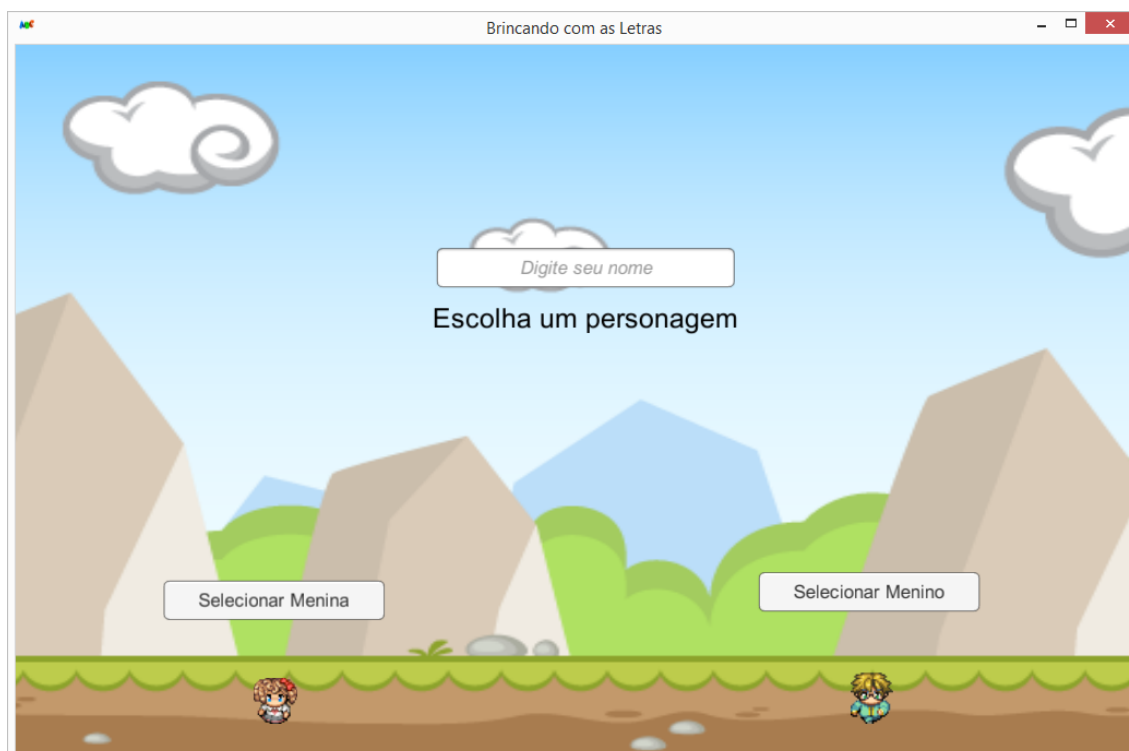 Brincando com as Letras
Digite seu nome
Escolha um personagem
Selecionar Menina
Selecionar Menino